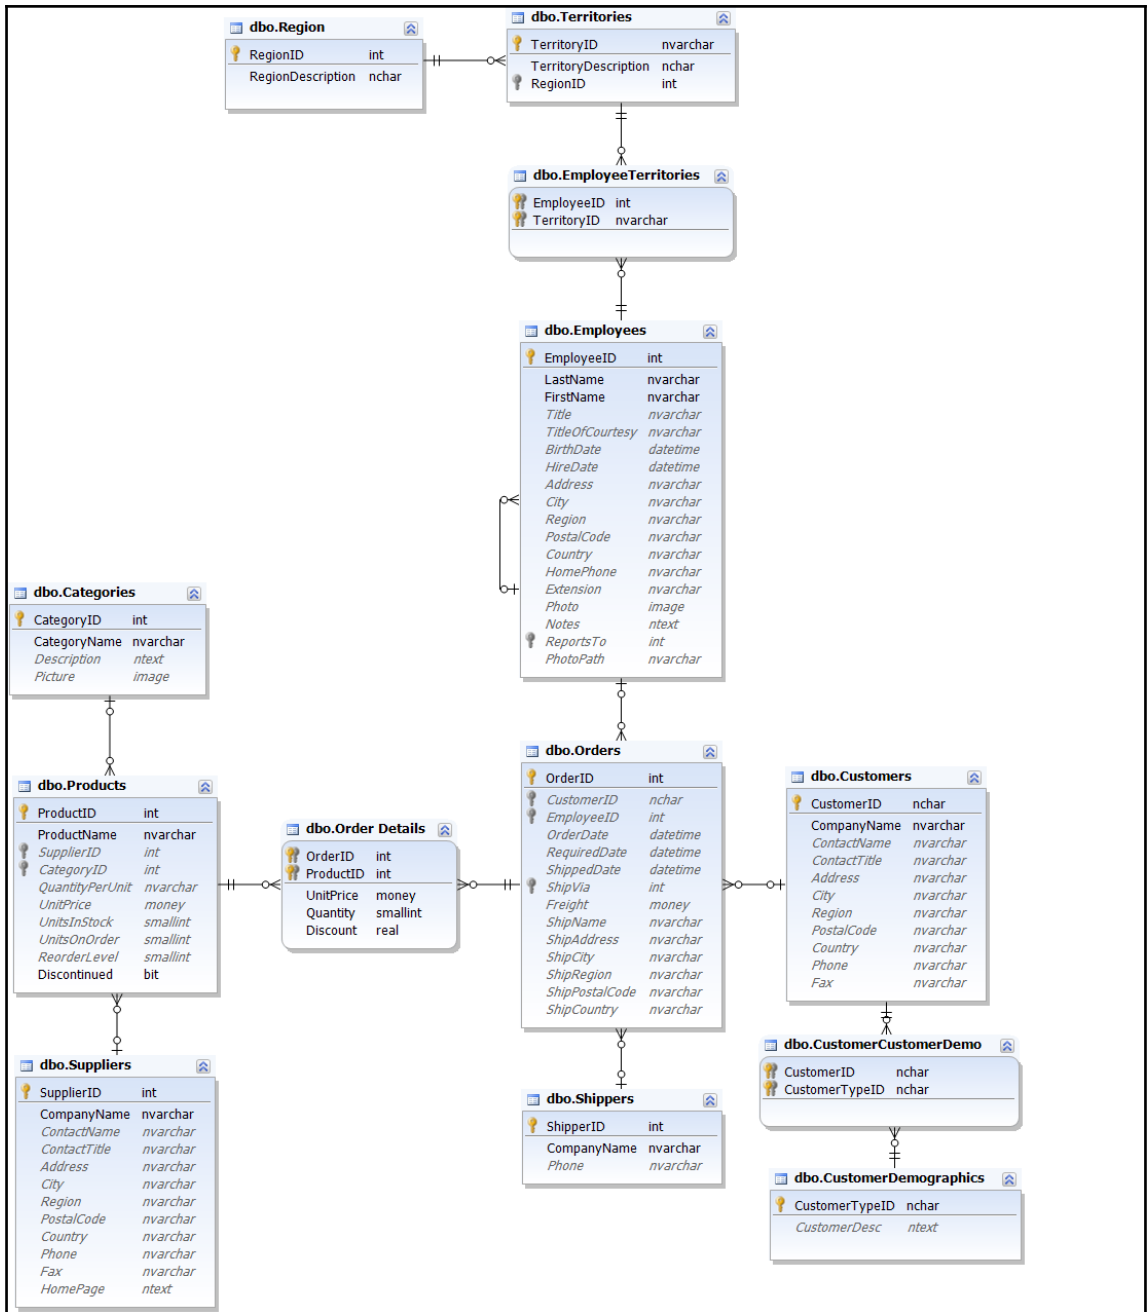 dbo.Region
RegionID int
RegionDescription nchar
dbo.Territories
TerritoryID nvarchar
TerritoryDescription nchar
RegionID int
dbo.EmployeeTerritories
EmployeeID int
TerritoryID nvarchar
dbo.Employees
EmployeeID int
LastName nvarchar
FirstName nvarchar
Title nvarchar
TitleOfCourtesy nvarchar
BirthDate datetime
HireDate datetime
Address nvarchar
City nvarchar
Region nvarchar
PostalCode nvarchar
Country nvarchar
HomePhone nvarchar
Extension nvarchar
Photo image
Notes ntext
ReportsTo int
PhotoPath nvarchar
dbo.Categories
CategoryID int
CategoryName nvarchar
Description ntext
Picture image
dbo.Products
ProductID int
ProductName nvarchar
SupplierID int
CategoryID int
QuantityPerUnit nvarchar
UnitPrice money
UnitsInStock smallint
UnitsOnOrder smallint
ReorderLevel smallint
Discontinued bit
dbo.Order Details
OrderID int
ProductID int
UnitPrice money
Quantity smallint
Discount real
dbo.Orders
OrderID int
CustomerID nchar
EmployeeID int
OrderDate datetime
RequiredDate datetime
ShippedDate datetime
ShipVia int
Freight money
ShipName nvarchar
ShipAddress nvarchar
ShipCity nvarchar
ShipRegion nvarchar
ShipPostalCode nvarchar
ShipCountry nvarchar
dbo.Customers
CustomerID nchar
CompanyName nvarchar
ContactName nvarchar
ContactTitle nvarchar
Address nvarchar
City nvarchar
Region nvarchar
PostalCode nvarchar
Country nvarchar
Phone nvarchar
Fax nvarchar
dbo.Suppliers
SupplierID int
CompanyName nvarchar
ContactName nvarchar
ContactTitle nvarchar
Address nvarchar
City nvarchar
Region nvarchar
PostalCode nvarchar
Country nvarchar
Phone nvarchar
Fax nvarchar
HomePage ntext
dbo.Shippers
ShipperID int
CompanyName nvarchar
Phone nvarchar
dbo.CustomerCustomerDemo
CustomerID nchar
CustomerTypeID nchar
dbo.CustomerDemographics
CustomerTypeID nchar
CustomerDesc ntext